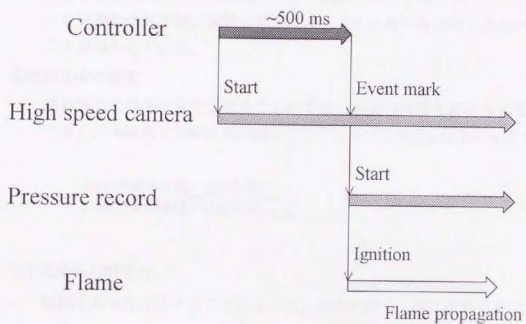 ~500 ms
Controller
Start
Event mark
High speed camera
Start
Pressure record
Ignition
Flame
Flame propagation